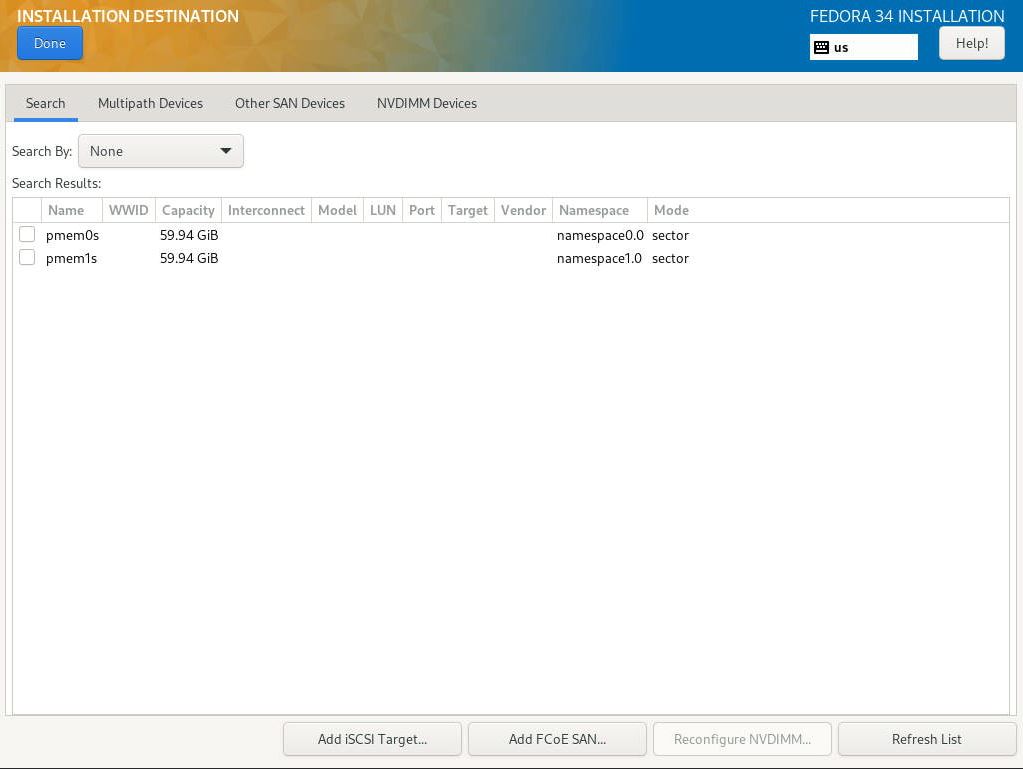 INSTALLATION DESTINATION
FEDORA 34 INSTALLATION
Done
us
Help!
Search Multipath Devices Other SAN Devices NVDIMM Devices
Search By: None
Search Results:
Name WWID Capacity Interconnect Model LUN Port Target Vendor Namespace Mode
pmem0s 59.94 GiB namespace0.0 sector
pmem1s 59.94 GiB namespace1.0 sector
Add iSCSI Target... Add FCoE SAN... Reconfigure NVDIMM... Refresh List